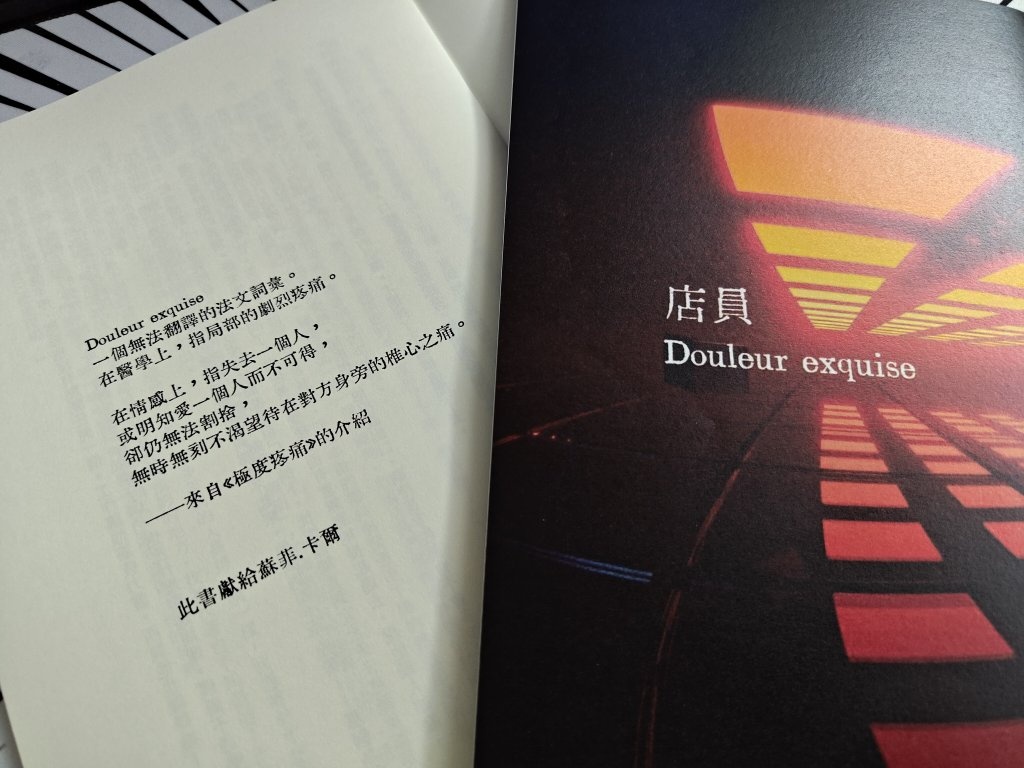 Douleur exquise
一個無法翻譯的法文詞彙。
在醫學上，指局部的劇烈疼痛。
在情感上，指失去一個人，
或明知愛一個人而不可得，
卻仍無法割捨，
無時無刻不渴望待在對方身旁的椎心之痛。
——來自《極度疼痛》的介紹
此書獻給蘇菲．卡爾
店員
Douleur exquise